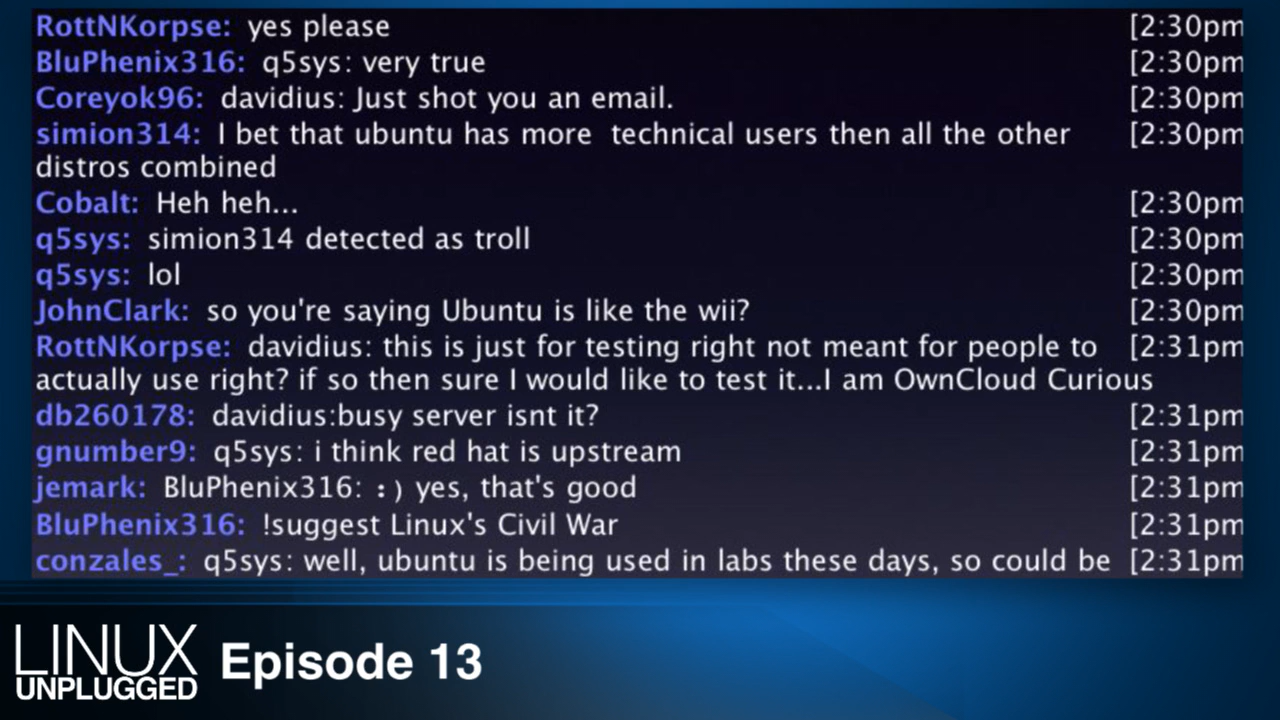 RottNKorpse: yes please [2:30pm
BluPhenix316: q5sys: very true [2:30pm
Coreyok96: davidius: Just shot you an email. [2:30pm
simion314: I bet that ubuntu has more  technical users then all the other [2:30pm
distros combined
Cobalt: Heh heh... [2:30pm
q5sys: simion314 detected as troll [2:30pm
q5sys: lol [2:30pm
JohnClark: so you're saying Ubuntu is like the wii? [2:30pm
RottNKorpse: davidius: this is just for testing right not meant for people to [2:31pm
actually use right? if so then sure I would like to test it...I am OwnCloud Curious
db260178: davidius:busy server isnt it? [2:31pm
gnumber9: q5sys: i think red hat is upstream [2:31pm
jemark: BluPhenix316: :) yes, that's good [2:31pm
BluPhenix316: !suggest Linux's Civil War [2:31pm
conzales_: q5sys: well, ubuntu is being used in labs these days, so could be [2:31pm
LINUX
UNPLUGGED
Episode 13